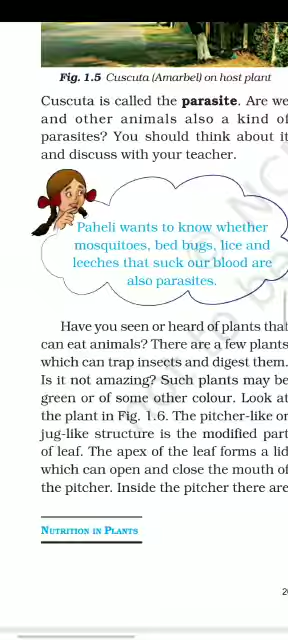 Fig. 1.5 Cuscuta (Amarbel) on host plant
Cuscuta is called the parasite. Are we
and other animals also a kind of
parasites? You should think about it
and discuss with your teacher.
Paheli wants to know whether
mosquitoes, bed bugs, lice and
leeches that suck our blood are
also parasites.
Have you seen or heard of plants that
can eat animals? There are a few plants
which can trap insects and digest them.
Is it not amazing? Such plants may be
green or of some other colour. Look at
the plant in Fig. 1.6. The pitcher-like or
jug-like structure is the modified part
of leaf. The apex of the leaf forms a lid
which can open and close the mouth of
the pitcher. Inside the pitcher there are
NUTRITION IN PLANTS